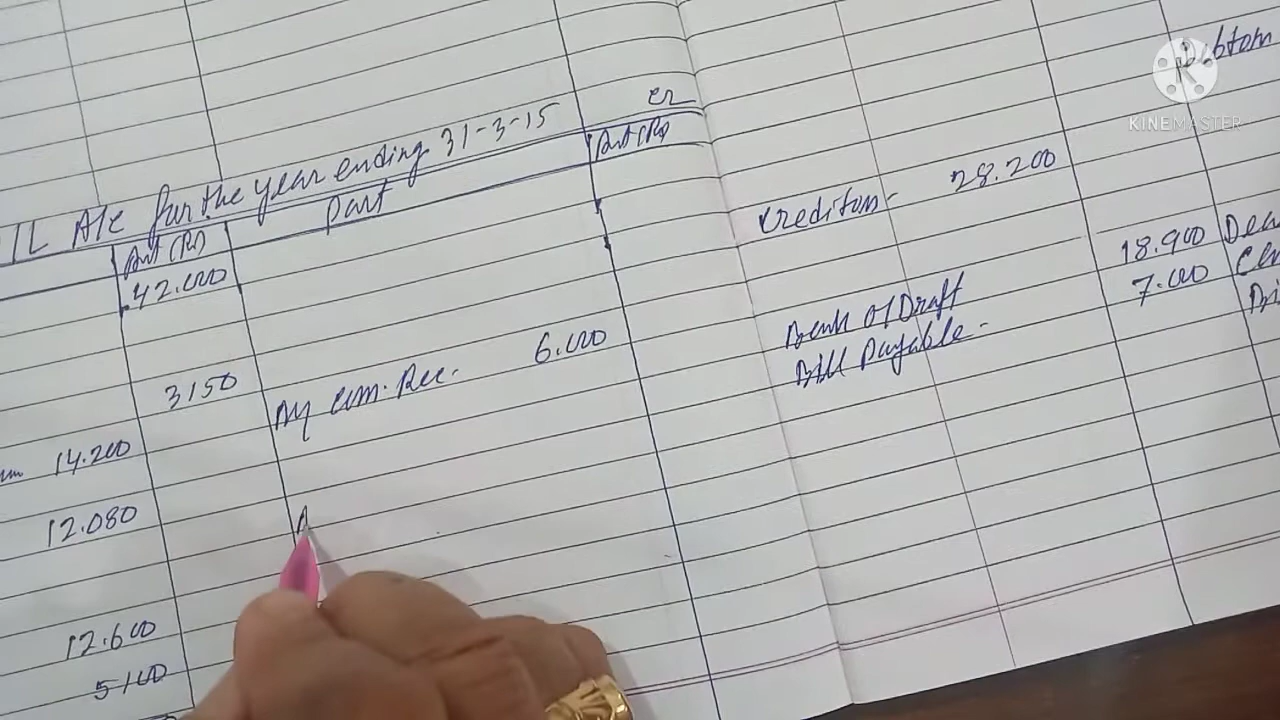 P/L A/c for the year ending 31-3-15
cr
Amt (Rs) Part Amt (Rs)
42.000
3150 By Com. Rec. 6.000
14.200
12.080
12.600
5100
Creditors - 28.200
Bank O/Draft 18.900
Bill Payable - 7.000
KINEMASTER